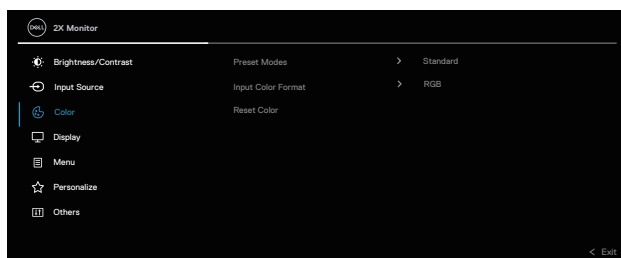 DELL 2X Monitor
Brightness/Contrast Preset Modes > Standard
Input Source Input Color Format > RGB
Color Reset Color
Display
Menu
Personalize
Others
< Exit